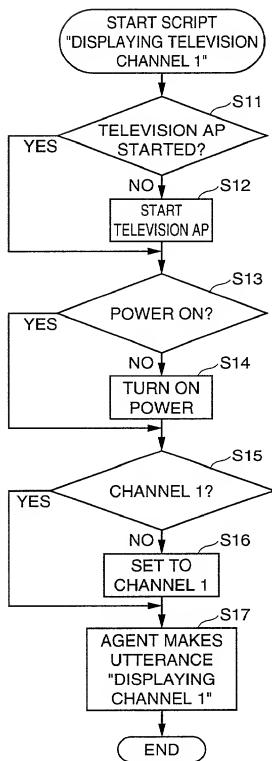 START SCRIPT
"DISPLAYING TELEVISION
CHANNEL 1"
S11
TELEVISION AP
STARTED?
YES
NO
S12
START
TELEVISION AP
S13
POWER ON?
YES
NO
S14
TURN ON
POWER
S15
CHANNEL 1?
YES
NO
S16
SET TO
CHANNEL 1
S17
AGENT MAKES
UTTERANCE
"DISPLAYING
CHANNEL 1"
END